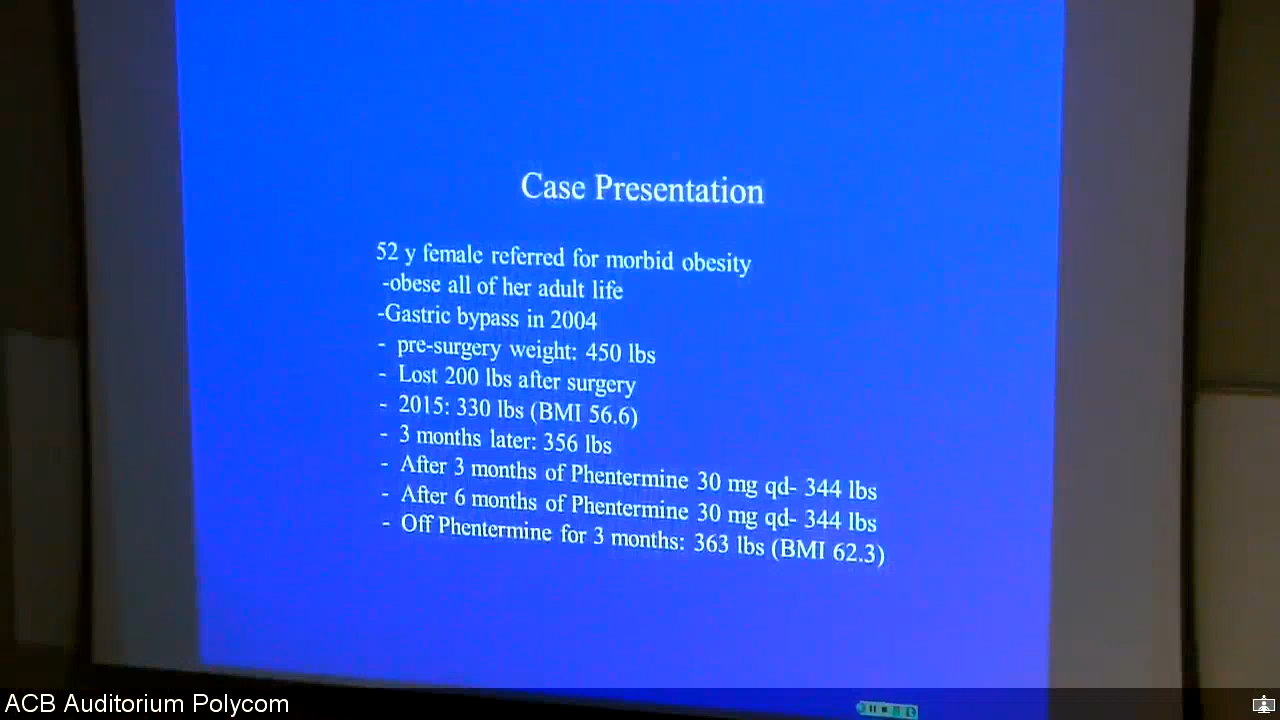 Case Presentation
52 y female referred for morbid obesity
-obese all of her adult life
-Gastric bypass in 2004
- pre-surgery weight: 450 lbs
- Lost 200 lbs after surgery
- 2015: 330 lbs (BMI 56.6)
- 3 months later: 356 lbs
- After 3 months of Phentermine 30 mg qd- 344 lbs
- After 6 months of Phentermine 30 mg qd- 344 lbs
- Off Phentermine for 3 months: 363 lbs (BMI 62.3)
ACB Auditorium Polycom